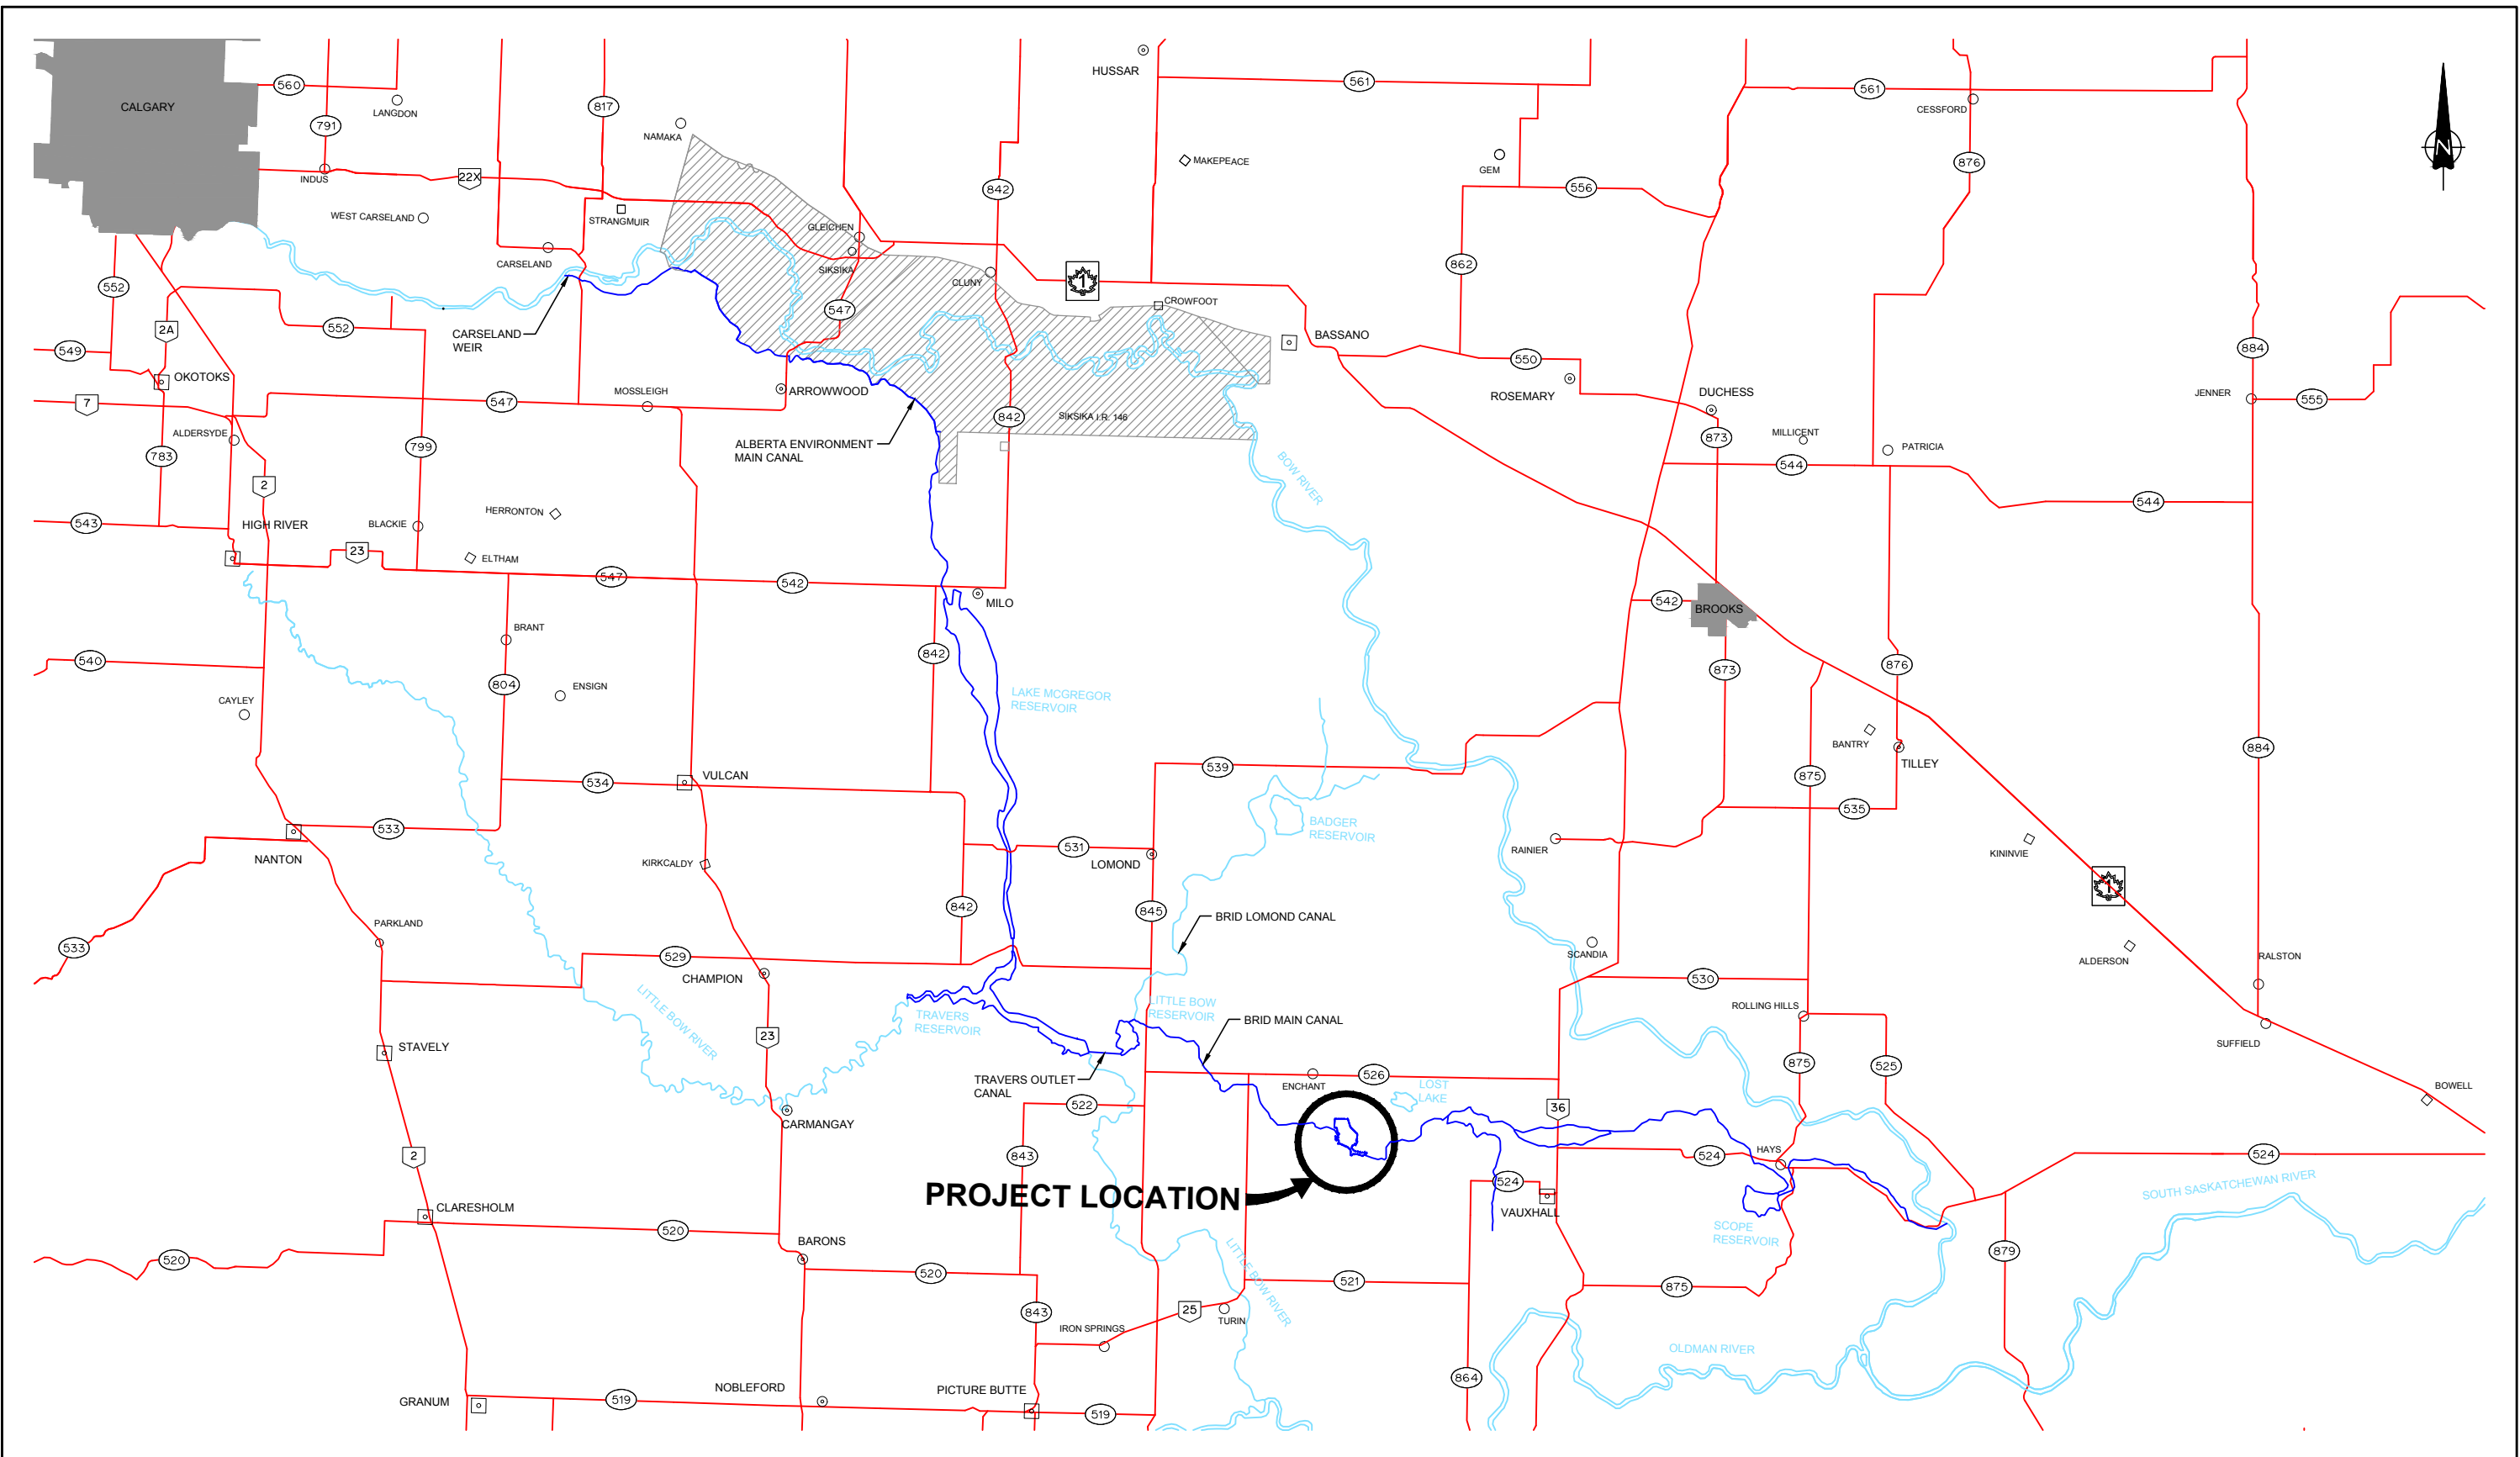 HUSSAR
561
560
CALGARY
LANGDON
817
561
CESSFORD
791
NAMAKA
N
MAKEPEACE
GEM
876
INDUS
22X
842
556
WEST CARSELAND
STRANGMUIR
GLEICHEN
CARSELAND
SIKSIKA
862
CLUNY
1
552
547
CROWFOOT
2A
552
CARSELAND
WEIR
BASSANO
549
550
884
OKOTOKS
MOSSLEIGH
ARROWWOOD
ROSEMARY
DUCHESS
JENNER
555
7
547
842
SIKSIKA I.R. 146
ALDERSYDE
783
799
ALBERTA ENVIRONMENT
MAIN CANAL
873
MILLICENT
PATRICIA
BOW RIVER
544
2
544
543
HIGH RIVER
BLACKIE
HERRONTON
23
ELTHAM
547
542
MILO
542
BROOKS
BRANT
540
842
876
873
804
ENSIGN
LAKE MCGREGOR
RESERVOIR
CAYLEY
BANTRY
884
TILLEY
534
VULCAN
539
875
535
533
BADGER
RESERVOIR
NANTON
KIRKCALDY
531
LOMOND
RAINIER
KININVIE
1
842
845
BRID LOMOND CANAL
PARKLAND
533
529
SCANDIA
ALDERSON
RALSTON
CHAMPION
530
LITTLE BOW RIVER
TRAVERS
RESERVOIR
LITTLE BOW
RESERVOIR
ROLLING HILLS
BRID MAIN CANAL
23
STAVELY
SUFFIELD
875
525
TRAVERS OUTLET
CANAL
ENCHANT
526
LOST
LAKE
BOWELL
522
36
CARMANGAY
2
843
524
HAYS
524
PROJECT LOCATION
524
SOUTH SASKATCHEWAN RIVER
CLARESHOLM
VAUXHALL
520
SCOPE
RESERVOIR
BARONS
520
LITTLE BOW RIVER
879
520
521
875
843
25
TURIN
IRON SPRINGS
OLDMAN RIVER
864
NOBLEFORD
PICTURE BUTTE
GRANUM
519
519